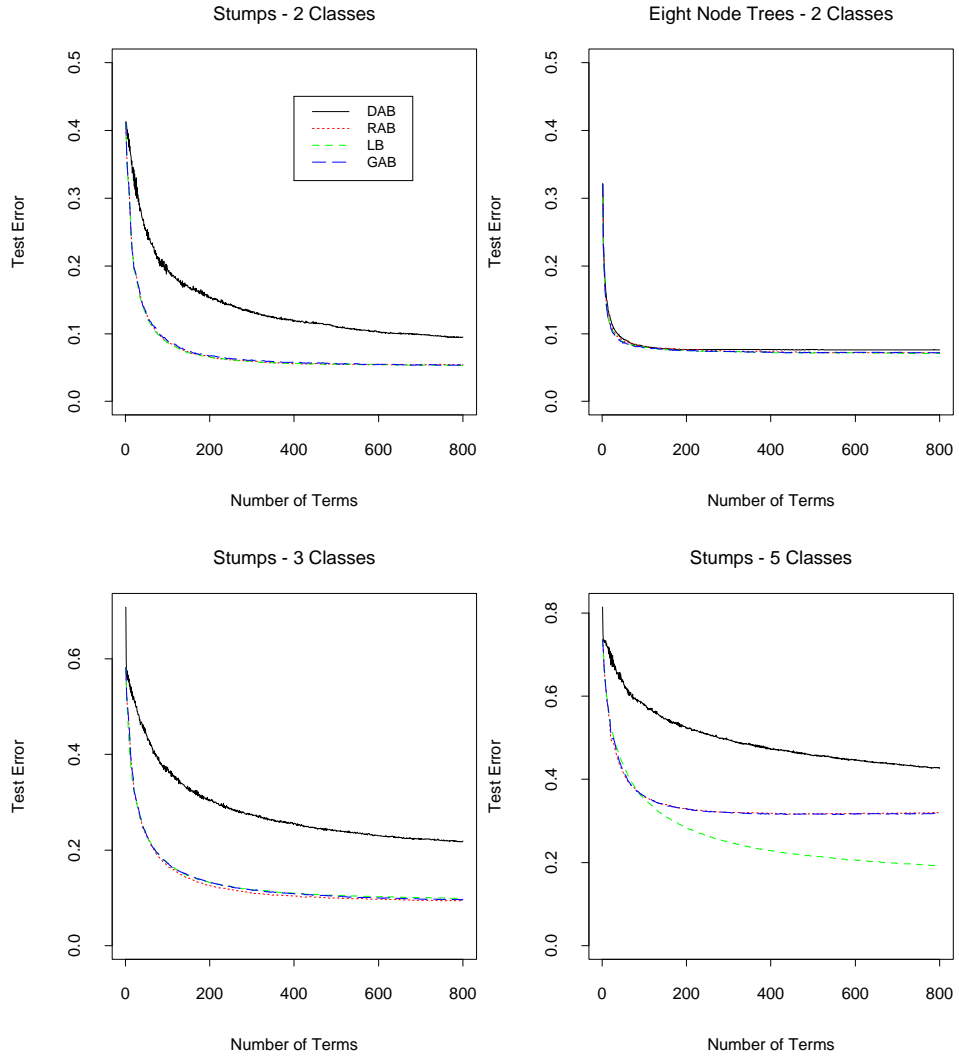 Stumps - 2 Classes
Test Error
0.0 0.1 0.2 0.3 0.4 0.5
DAB
RAB
LB
GAB
0 200 400 600 800
Number of Terms
Eight Node Trees - 2 Classes
Test Error
0.0 0.1 0.2 0.3 0.4 0.5
0 200 400 600 800
Number of Terms
Stumps - 3 Classes
Test Error
0.0 0.2 0.4 0.6
0 200 400 600 800
Number of Terms
Stumps - 5 Classes
Test Error
0.0 0.2 0.4 0.6 0.8
0 200 400 600 800
Number of Terms